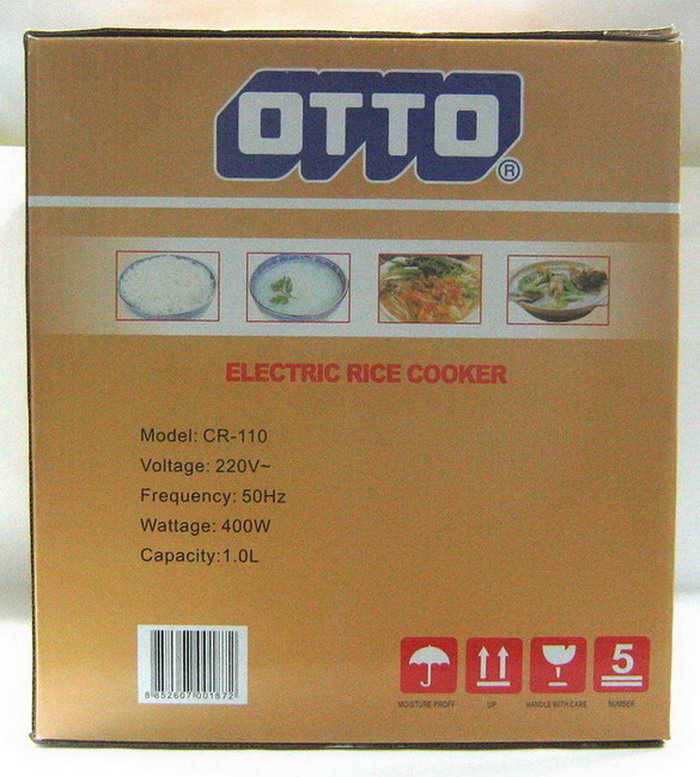 OTTO
®
ELECTRIC RICE COOKER
Model: CR-110
Voltage: 220V~
Frequency: 50Hz
Wattage: 400W
Capacity:1.0L
8 852607 001872
5
MOISTURE PROFF
UP
HANDLE WITH CARE
NUMBER